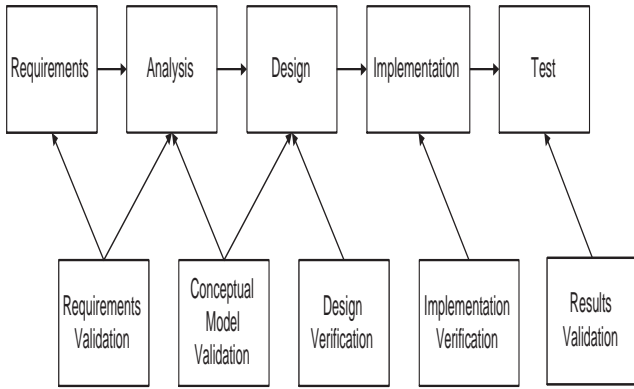 Requirements
Analysis
Design
Implementation
Test
Requirements
Validation
Conceptual
Model
Validation
Design
Verification
Implementation
Verification
Results
Validation